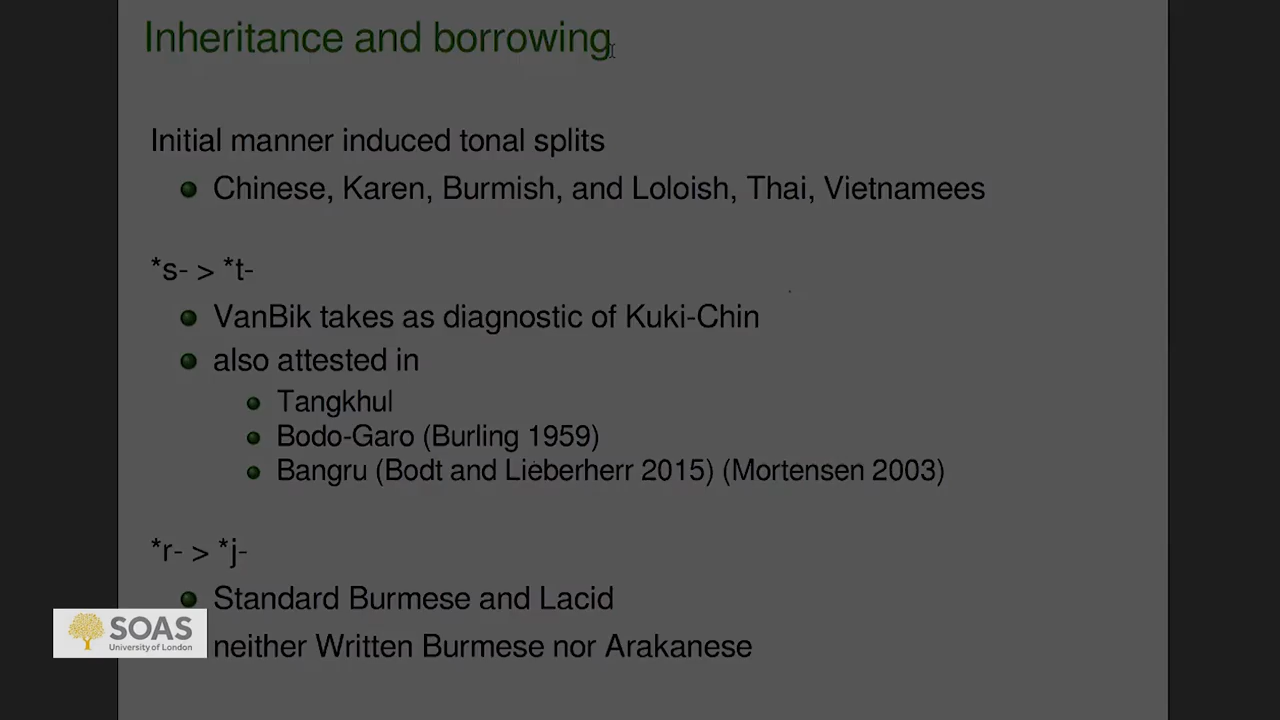 Inheritance and borrowing
Initial manner induced tonal splits
Chinese, Karen, Burmish, and Loloish, Thai, Vietnamees
*s- > *t-
VanBik takes as diagnostic of Kuki-Chin
also attested in
Tangkhul
Bodo-Garo (Burling 1959)
Bangru (Bodt and Lieberherr 2015) (Mortensen 2003)
*r- > *j-
Standard Burmese and Lacid
neither Written Burmese nor Arakanese
SOAS
University of London